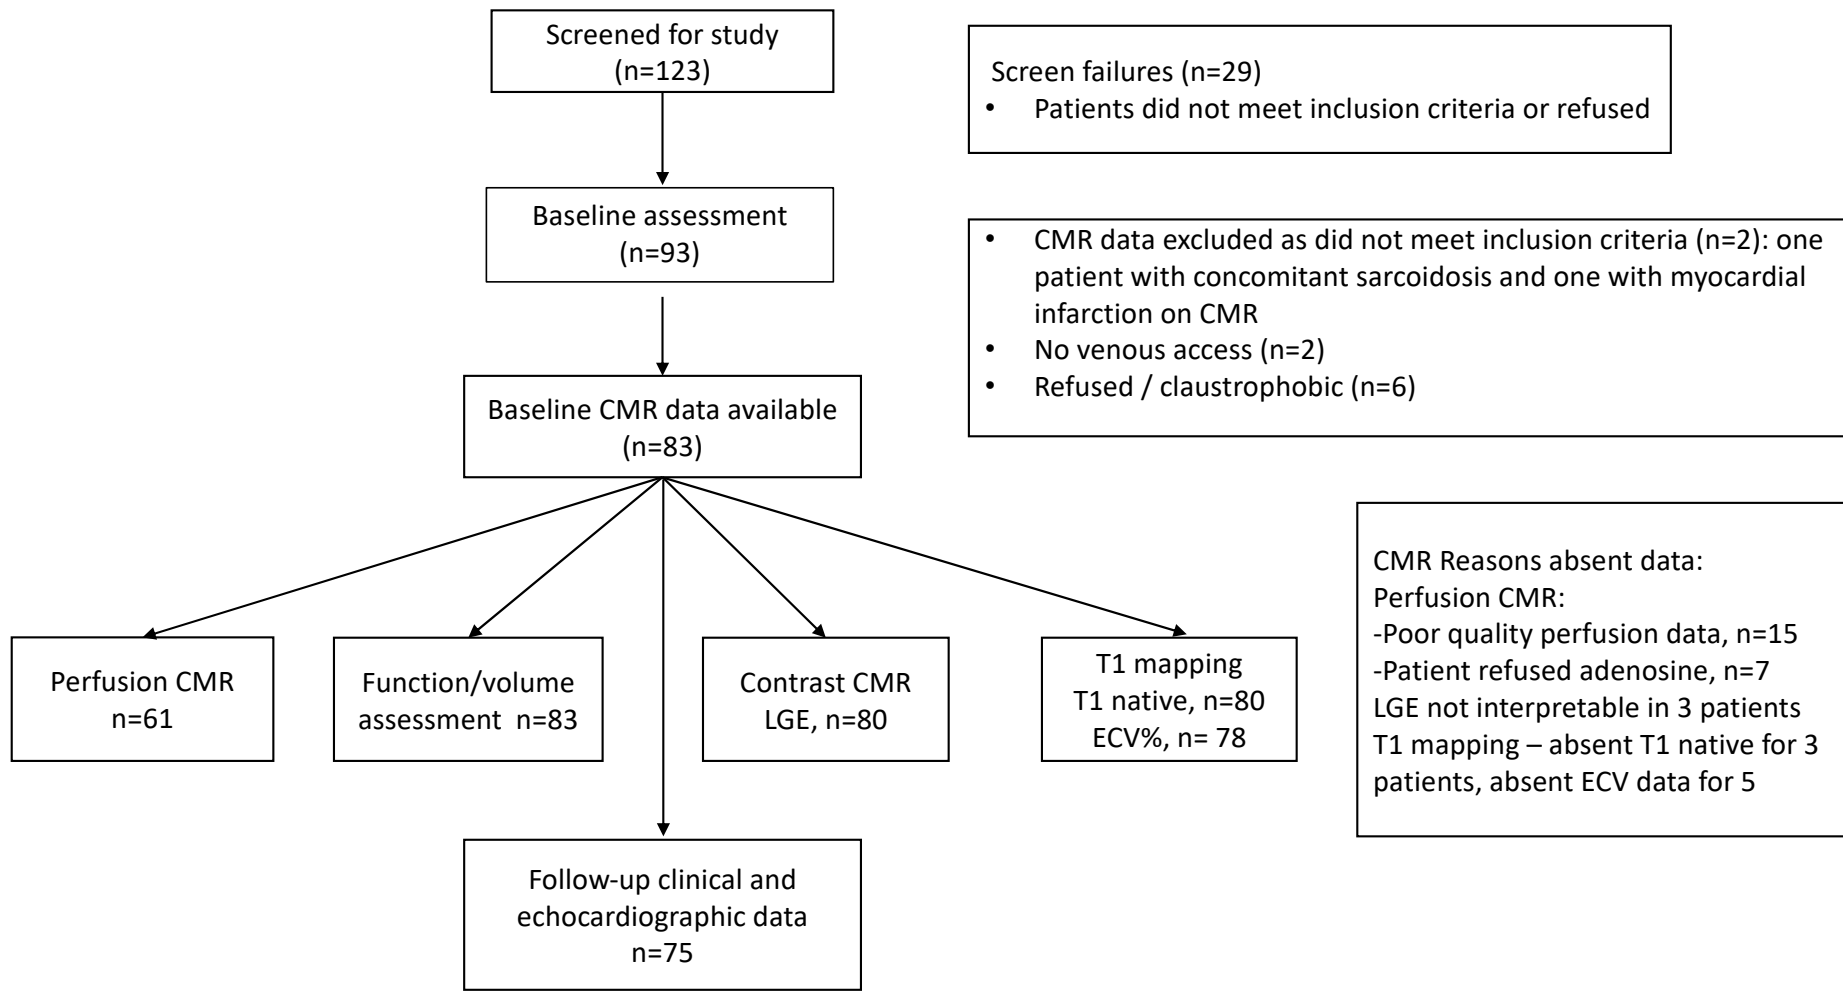 Screened for study
(n=123)
Screen failures (n=29)
• Patients did not meet inclusion criteria or refused
Baseline assessment
(n=93)
• CMR data excluded as did not meet inclusion criteria (n=2): one
patient with concomitant sarcoidosis and one with myocardial
infarction on CMR
• No venous access (n=2)
• Refused / claustrophobic (n=6)
Baseline CMR data available
(n=83)
CMR Reasons absent data:
Perfusion CMR:
-Poor quality perfusion data, n=15
-Patient refused adenosine, n=7
LGE not interpretable in 3 patients
T1 mapping – absent T1 native for 3
patients, absent ECV data for 5
Perfusion CMR
n=61
Function/volume
assessment n=83
Contrast CMR
LGE, n=80
T1 mapping
T1 native, n=80
ECV%, n= 78
Follow-up clinical and
echocardiographic data
n=75